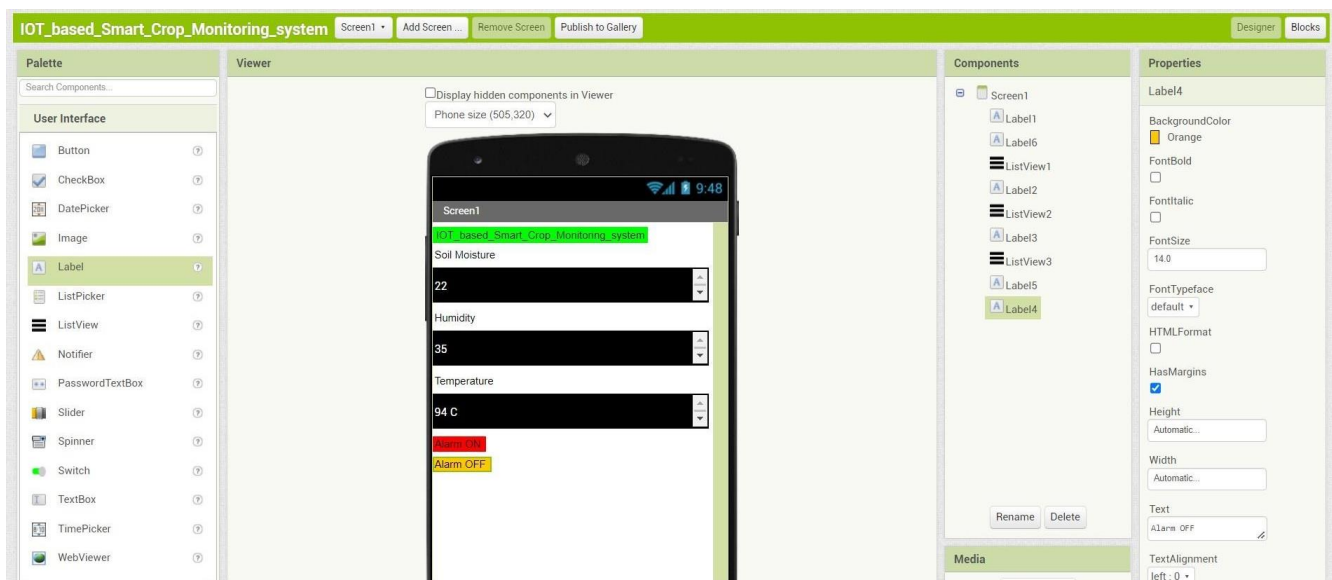 IOT_based_Smart_Crop_Monitoring_system Screen1 Add Screen ... Remove Screen Publish to Gallery Designer Blocks
Palette
Search Components...
User Interface
Button
CheckBox
DatePicker
Image
Label
ListPicker
ListView
Notifier
PasswordTextBox
Slider
Spinner
Switch
TextBox
TimePicker
WebViewer
Viewer
Display hidden components in Viewer
Phone size (505,320)
9:48
Screen1
IOT_based_Smart_Crop_Monitoring_system
Soil Moisture
22
Humidity
35
Temperature
94 C
Alarm ON
Alarm OFF
Components
Screen1
Label1
Label6
ListView1
Label2
ListView2
Label3
ListView3
Label5
Label4
Rename Delete
Media
Properties
Label4
BackgroundColor
Orange
FontBold
FontItalic
FontSize
14.0
FontTypeface
default
HTMLFormat
HasMargins
Height
Automatic...
Width
Automatic...
Text
Alarm OFF
TextAlignment
left : 0